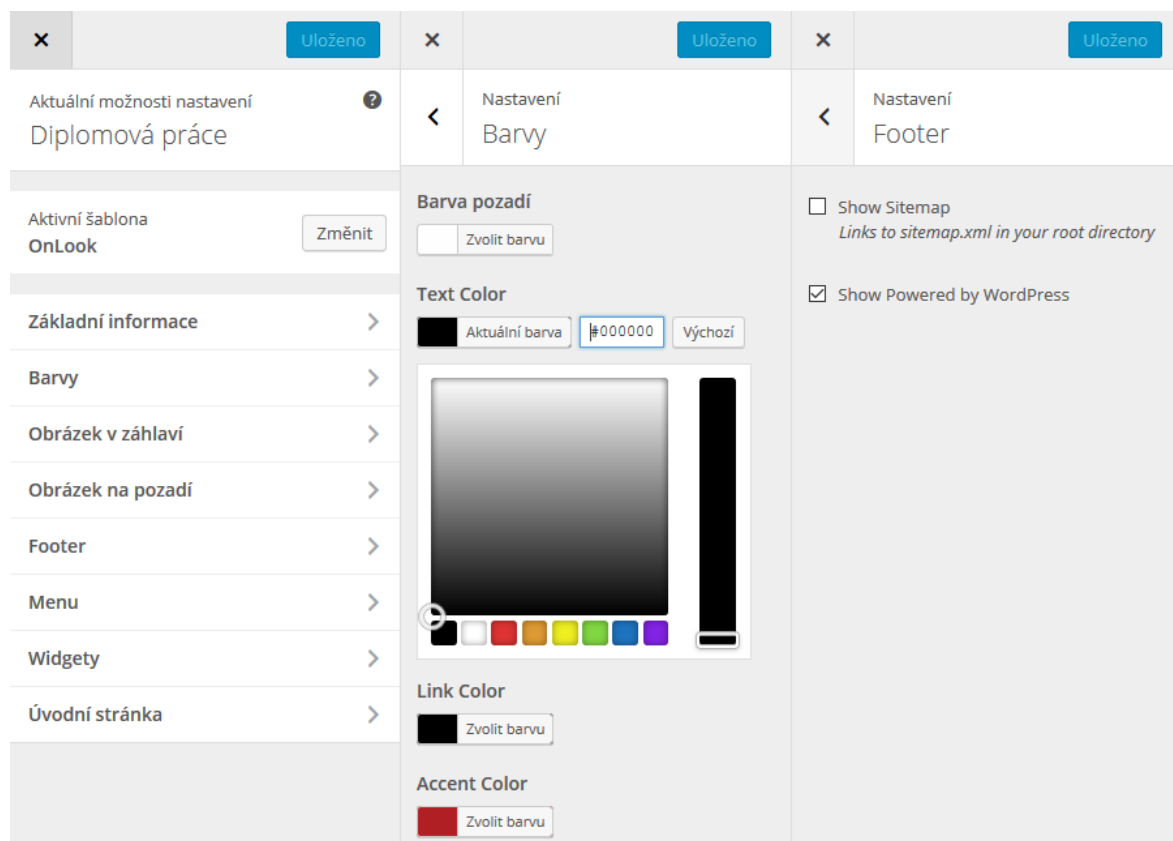 Uloženo
Aktuální možnosti nastavení
Diplomová práce
Aktivní šablona
OnLook
Změnit
Základní informace
Barvy
Obrázek v záhlaví
Obrázek na pozadí
Footer
Menu
Widgety
Úvodní stránka
Uloženo
Nastavení
Barvy
Barva pozadí
Zvolit barvu
Text Color
Aktuální barva #000000 Výchozí
Link Color
Zvolit barvu
Accent Color
Zvolit barvu
Uloženo
Nastavení
Footer
Show Sitemap
Links to sitemap.xml in your root directory
Show Powered by WordPress